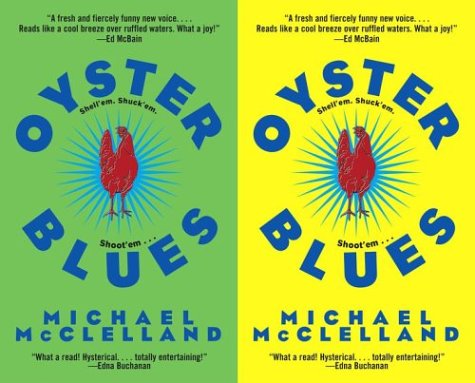 "A fresh and fiercely funny new voice. . . .
Reads like a cool breeze over ruffled waters. What a joy!"
—Ed McBain
OYSTER
Shell'em. Shuck'em.
Shoot'em . . .
BLUES
MICHAEL
McCLELLAND
"What a read! Hysterical. . . . totally entertaining!"
—Edna Buchanan
"A fresh and fiercely funny new voice. . . .
Reads like a cool breeze over ruffled waters. What a joy!"
—Ed McBain
OYSTER
Shell'em. Shuck'em.
Shoot'em . . .
BLUES
MICHAEL
McCLELLAND
"What a read! Hysterical. . . . totally entertaining!"
—Edna Buchanan